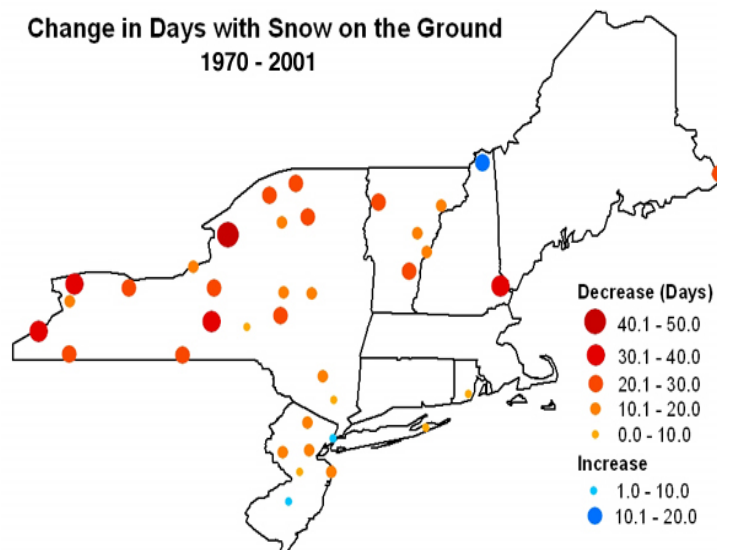 Change in Days with Snow on the Ground
1970 - 2001
Decrease (Days)
40.1 - 50.0
30.1 - 40.0
20.1 - 30.0
10.1 - 20.0
0.0 - 10.0
Increase
1.0 - 10.0
10.1 - 20.0